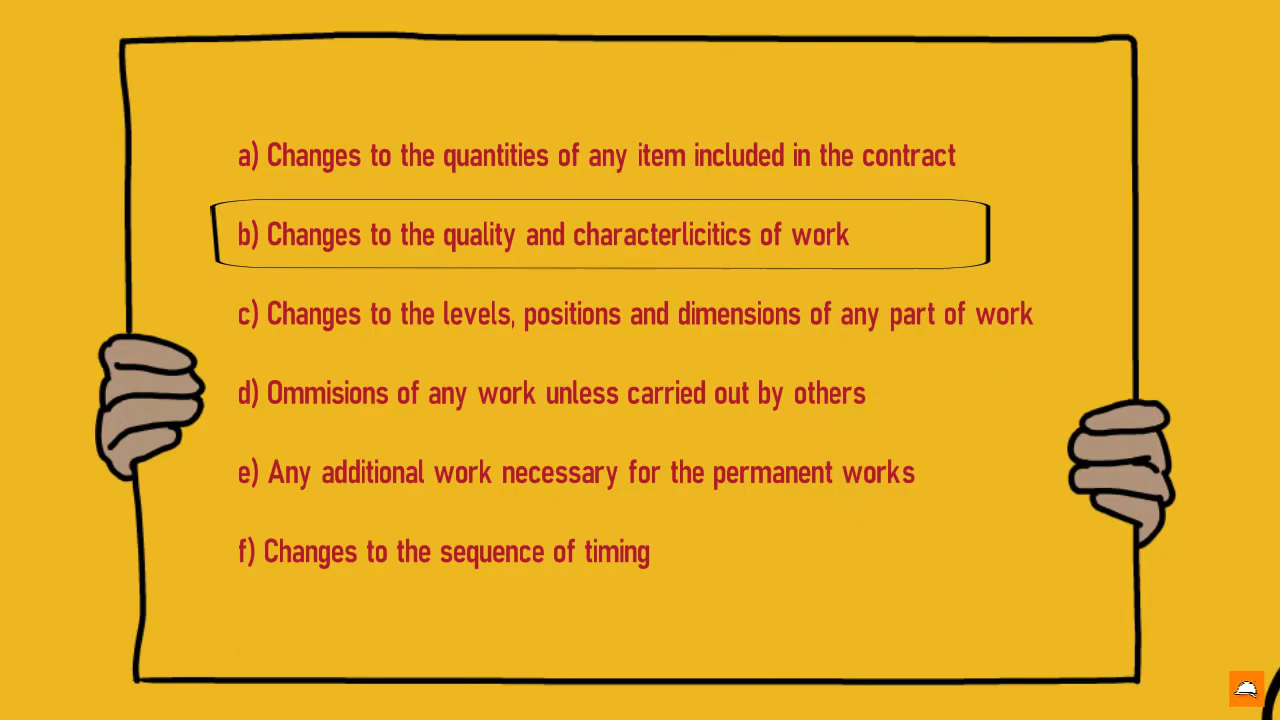 a) Changes to the quantities of any item included in the contract
b) Changes to the quality and characterlicitics of work
c) Changes to the levels, positions and dimensions of any part of work
d) Ommisions of any work unless carried out by others
e) Any additional work necessary for the permanent works
f) Changes to the sequence of timing